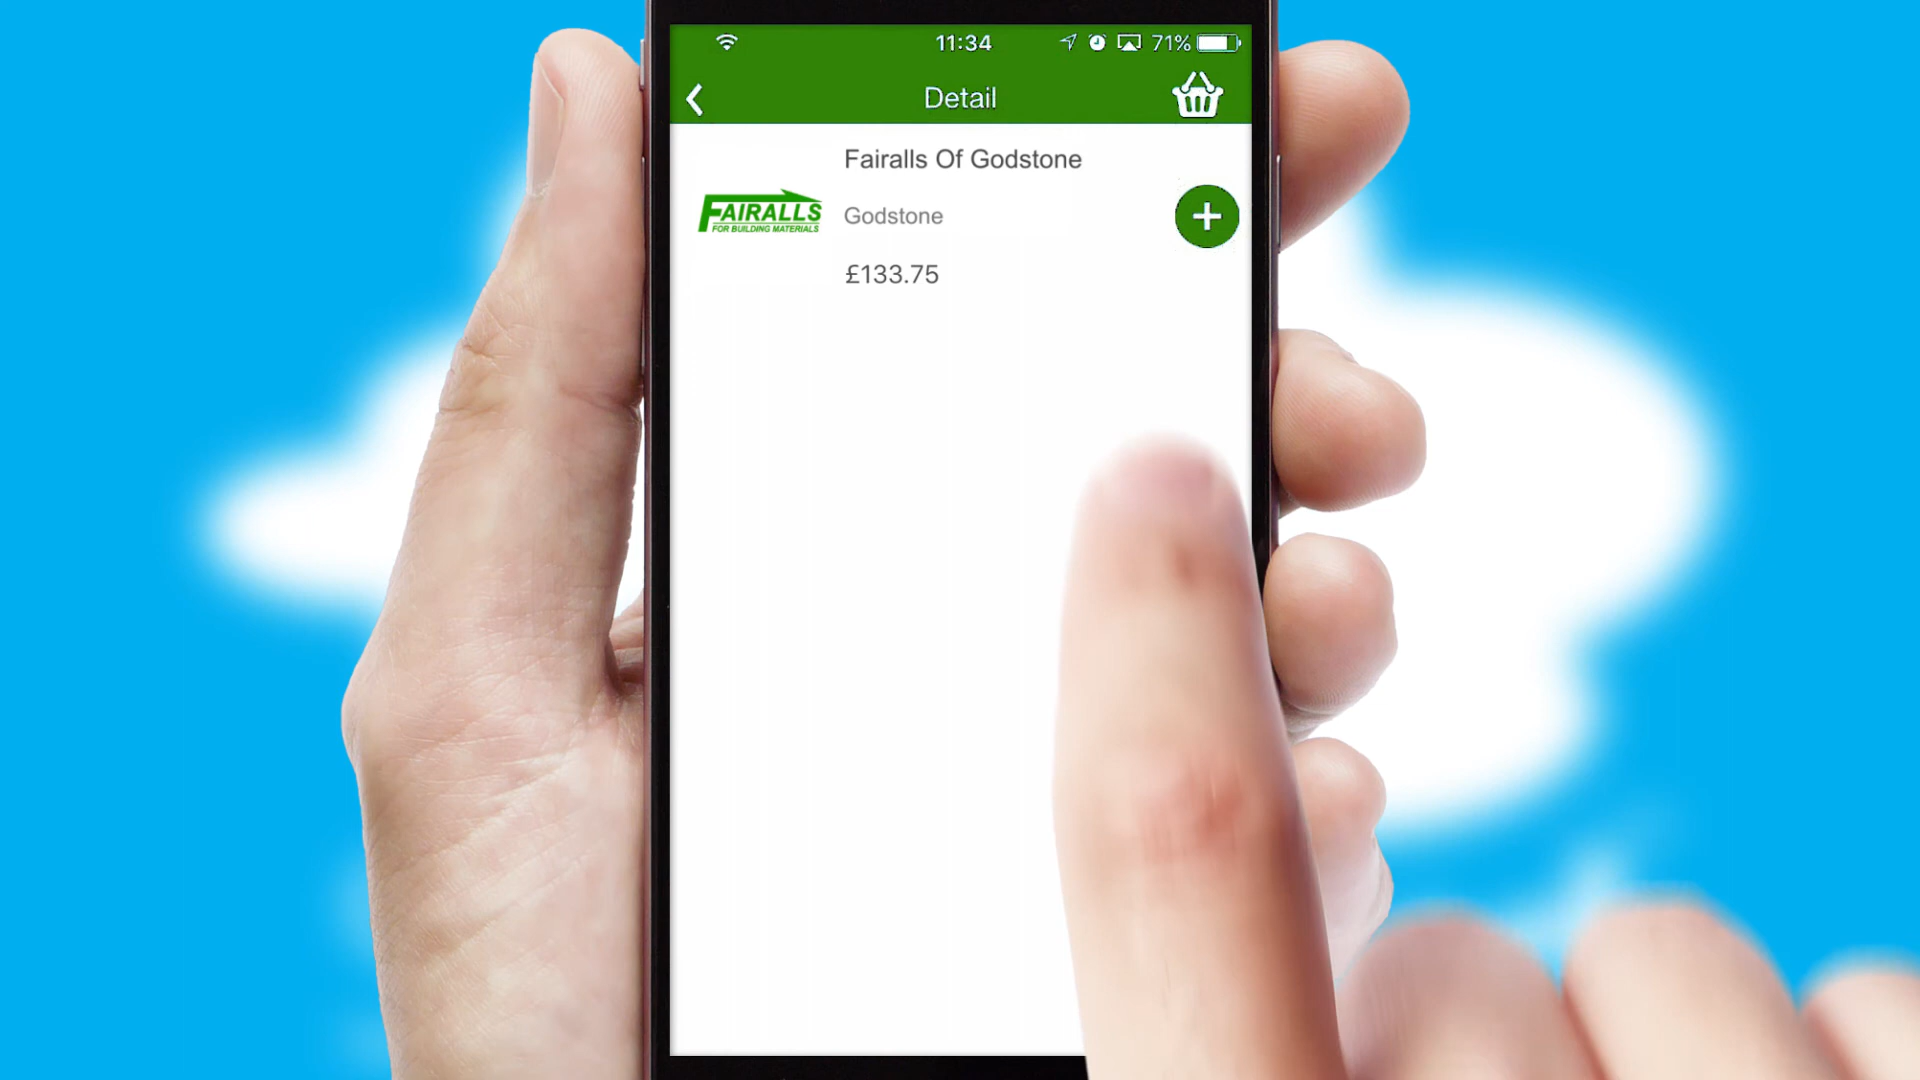 11:34
71%
Detail
Fairalls Of Godstone
FAIRALLS
FOR BUILDING MATERIALS
Godstone
£133.75